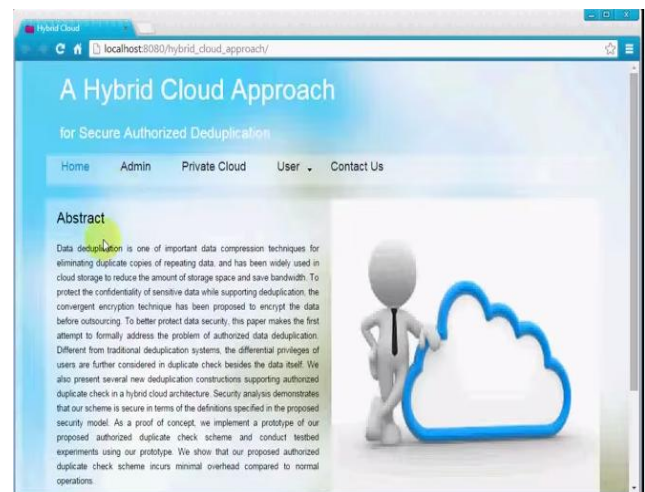 Hybrid Cloud
localhost:8080/hybrid_cloud_approach/
A Hybrid Cloud Approach
for Secure Authorized Deduplication
Home Admin Private Cloud User Contact Us
Abstract
Data deduplication is one of important data compression techniques for
eliminating duplicate copies of repeating data, and has been widely used in
cloud storage to reduce the amount of storage space and save bandwidth. To
protect the confidentiality of sensitive data while supporting deduplication, the
convergent encryption technique has been proposed to encrypt the data
before outsourcing. To better protect data security, this paper makes the first
attempt to formally address the problem of authorized data deduplication.
Different from traditional deduplication systems, the differential privileges of
users are further considered in duplicate check besides the data itself. We
also present several new deduplication constructions supporting authorized
duplicate check in a hybrid cloud architecture. Security analysis demonstrates
that our scheme is secure in terms of the definitions specified in the proposed
security model. As a proof of concept, we implement a prototype of our
proposed authorized duplicate check scheme and conduct testbed
experiments using our prototype. We show that our proposed authorized
duplicate check scheme incurs minimal overhead compared to normal
operations.